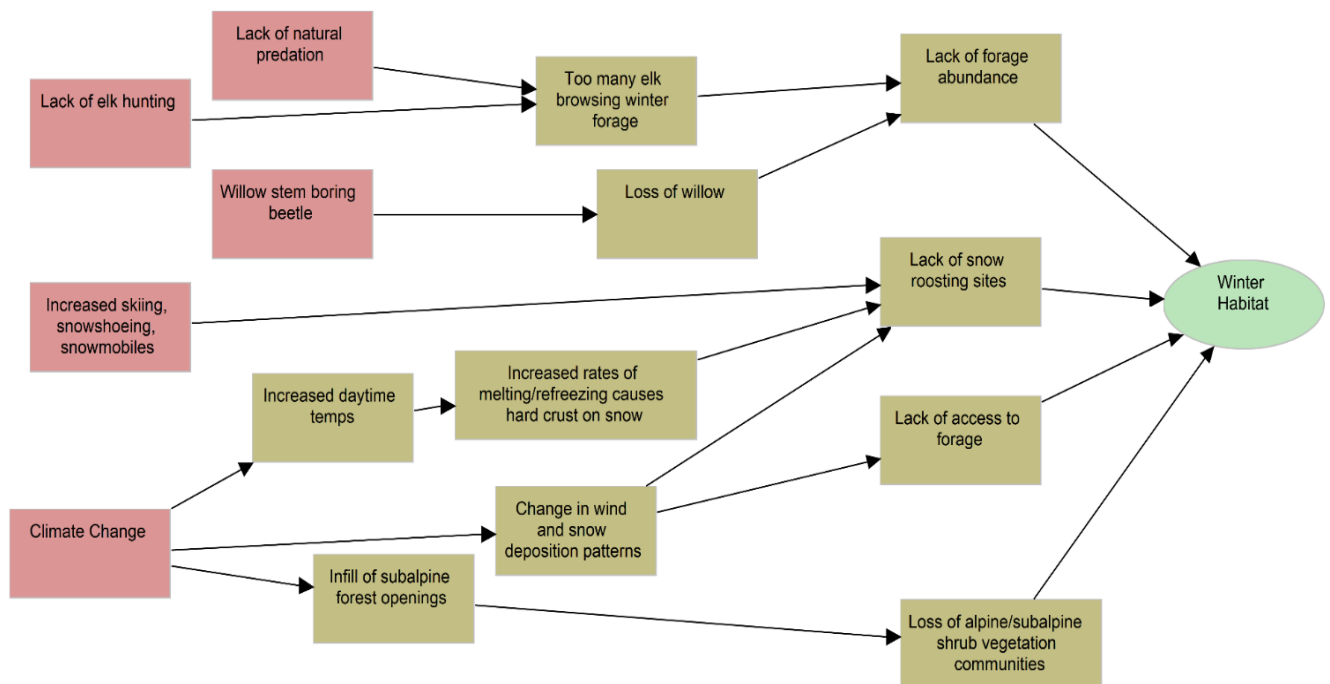 Lack of natural
predation
Lack of elk hunting
Too many elk
browsing winter
forage
Lack of forage
abundance
Willow stem boring
beetle
Loss of willow
Increased skiing,
snowshoeing,
snowmobiles
Lack of snow
roosting sites
Winter
Habitat
Increased daytime
temps
Increased rates of
melting/refreezing causes
hard crust on snow
Lack of access to
forage
Climate Change
Change in wind
and snow
deposition patterns
Infill of subalpine
forest openings
Loss of alpine/subalpine
shrub vegetation
communities